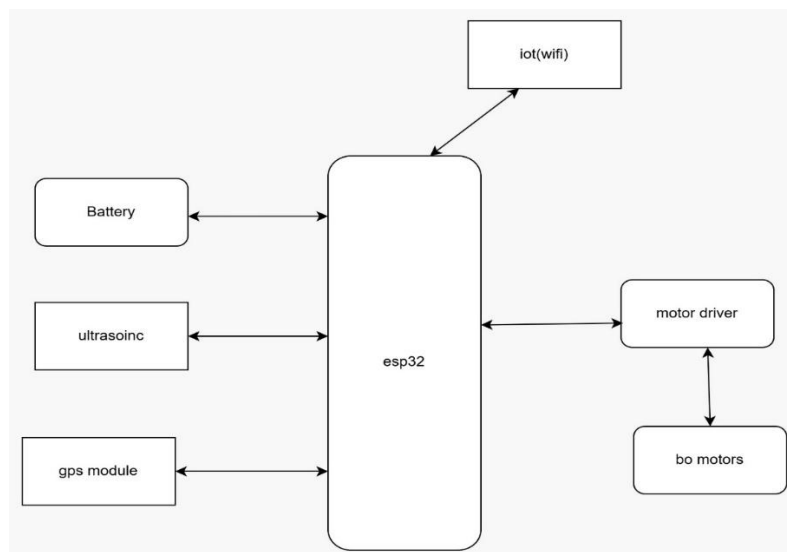 iot(wifi)
Battery
ultrasoinc
gps module
esp32
motor driver
bo motors